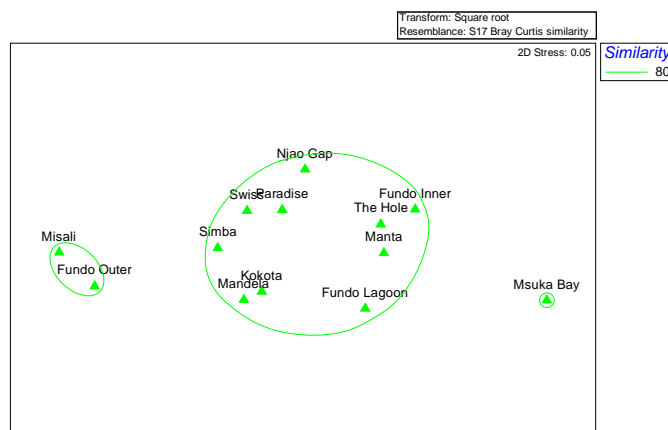 Transform: Square root
Resemblance: S17 Bray Curtis similarity
2D Stress: 0.05
Similarity
80
Njao Gap
Swiss
Paradise
Fundo Inner
The Hole
Simba
Manta
Misali
Fundo Outer
Kokota
Mandela
Fundo Lagoon
Msuka Bay